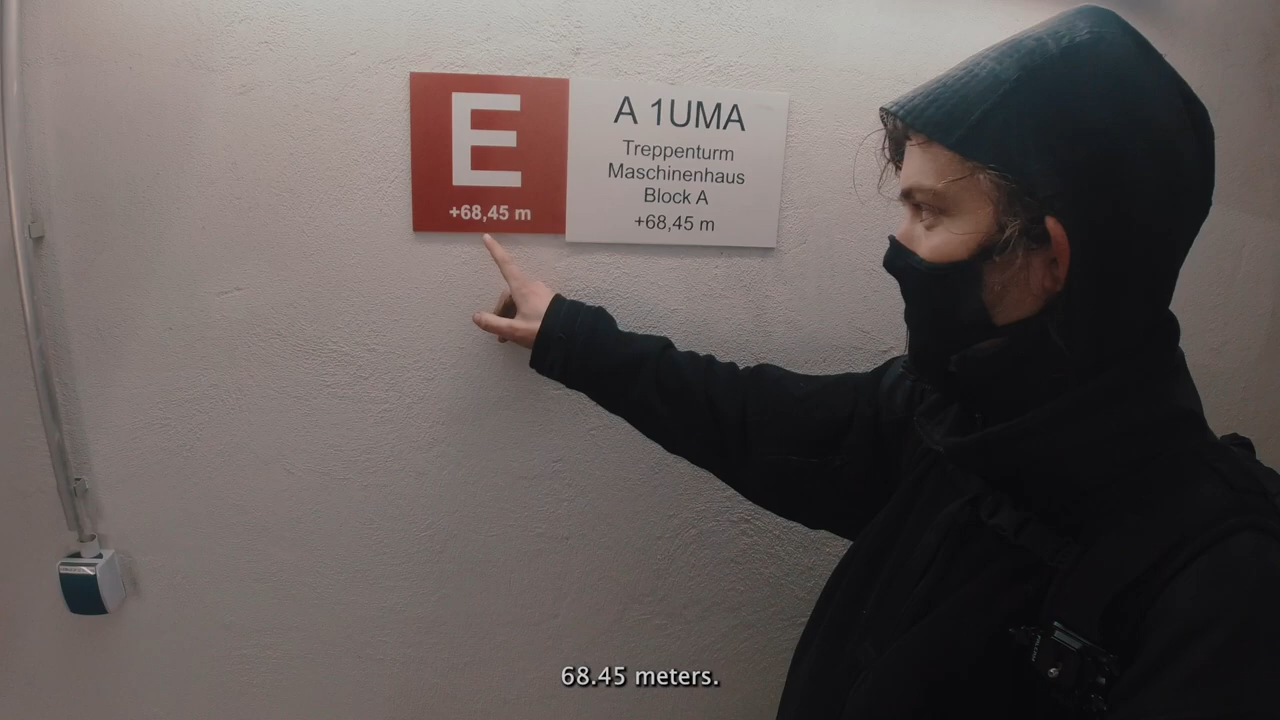 E
+68,45 m
A 1UMA
Treppenturm
Maschinenhaus
Block A
+68,45 m
68.45 meters.